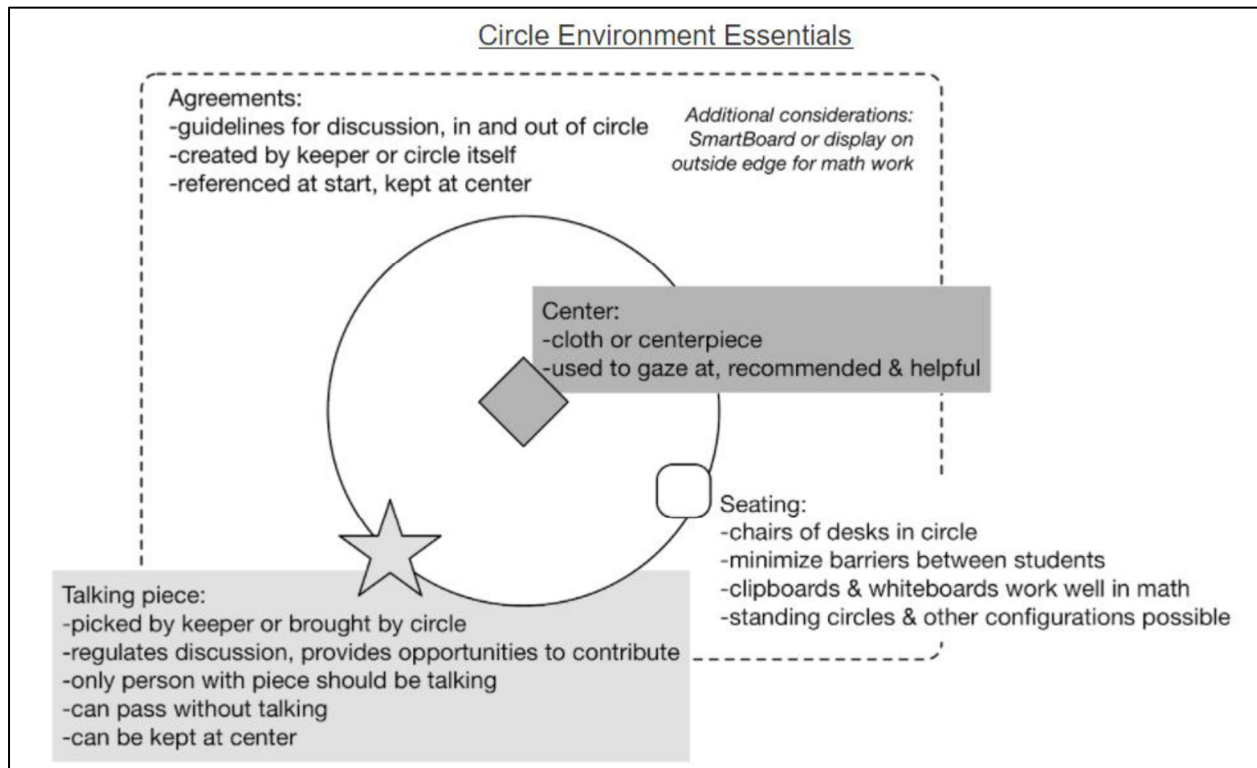 Circle Environment Essentials
Agreements:
-guidelines for discussion, in and out of circle
-created by keeper or circle itself
-referenced at start, kept at center
Additional considerations:
SmartBoard or display on
outside edge for math work
Center:
-cloth or centerpiece
-used to gaze at, recommended & helpful
Seating:
-chairs of desks in circle
-minimize barriers between students
-clipboards & whiteboards work well in math
-standing circles & other configurations possible
Talking piece:
-picked by keeper or brought by circle
-regulates discussion, provides opportunities to contribute
-only person with piece should be talking
-can pass without talking
-can be kept at center